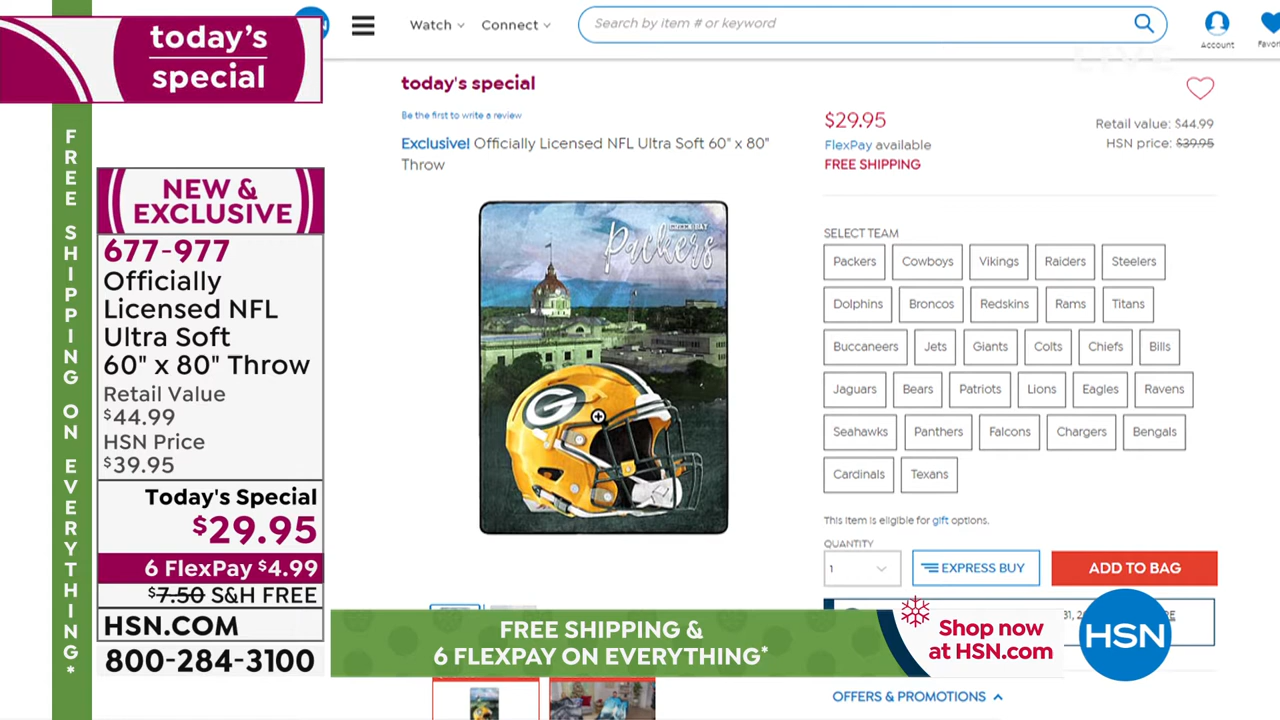 today's
special
FREE SHIPPING ON EVERYTHING*
NEW &
EXCLUSIVE
677-977
Officially
Licensed NFL
Ultra Soft
60" x 80" Throw
Retail Value
$44.99
HSN Price
$39.95
Today's Special
$29.95
6 FlexPay $4.99
$7.50 S&H FREE
HSN.COM
800-284-3100
Watch
Connect
Search by item # or keyword
Account
LIVE
today's special
Be the first to write a review
Exclusive! Officially Licensed NFL Ultra Soft 60" x 80"
Throw
GREEN BAY
Packers
G
$29.95
FlexPay available
FREE SHIPPING
Retail value: $44.99
HSN price: $39.95
SELECT TEAM
Packers Cowboys Vikings Raiders Steelers
Dolphins Broncos Redskins Rams Titans
Buccaneers Jets Giants Colts Chiefs Bills
Jaguars Bears Patriots Lions Eagles Ravens
Seahawks Panthers Falcons Chargers Bengals
Cardinals Texans
This item is eligible for gift options.
QUANTITY
1
EXPRESS BUY
ADD TO BAG
FREE SHIPPING &
6 FLEXPAY ON EVERYTHING*
Shop now
at HSN.com
HSN
OFFERS & PROMOTIONS